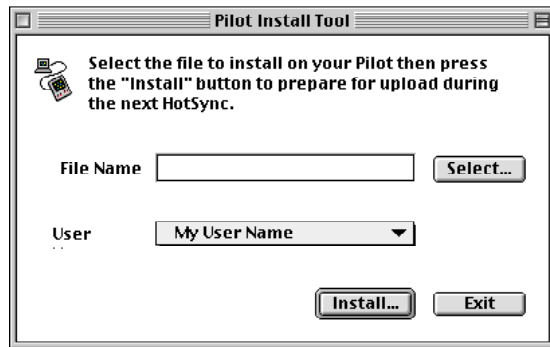 Pilot Install Tool
Select the file to install on your Pilot then press
the "Install" button to prepare for upload during
the next HotSync.
File Name
Select...
User
My User Name
Install...
Exit